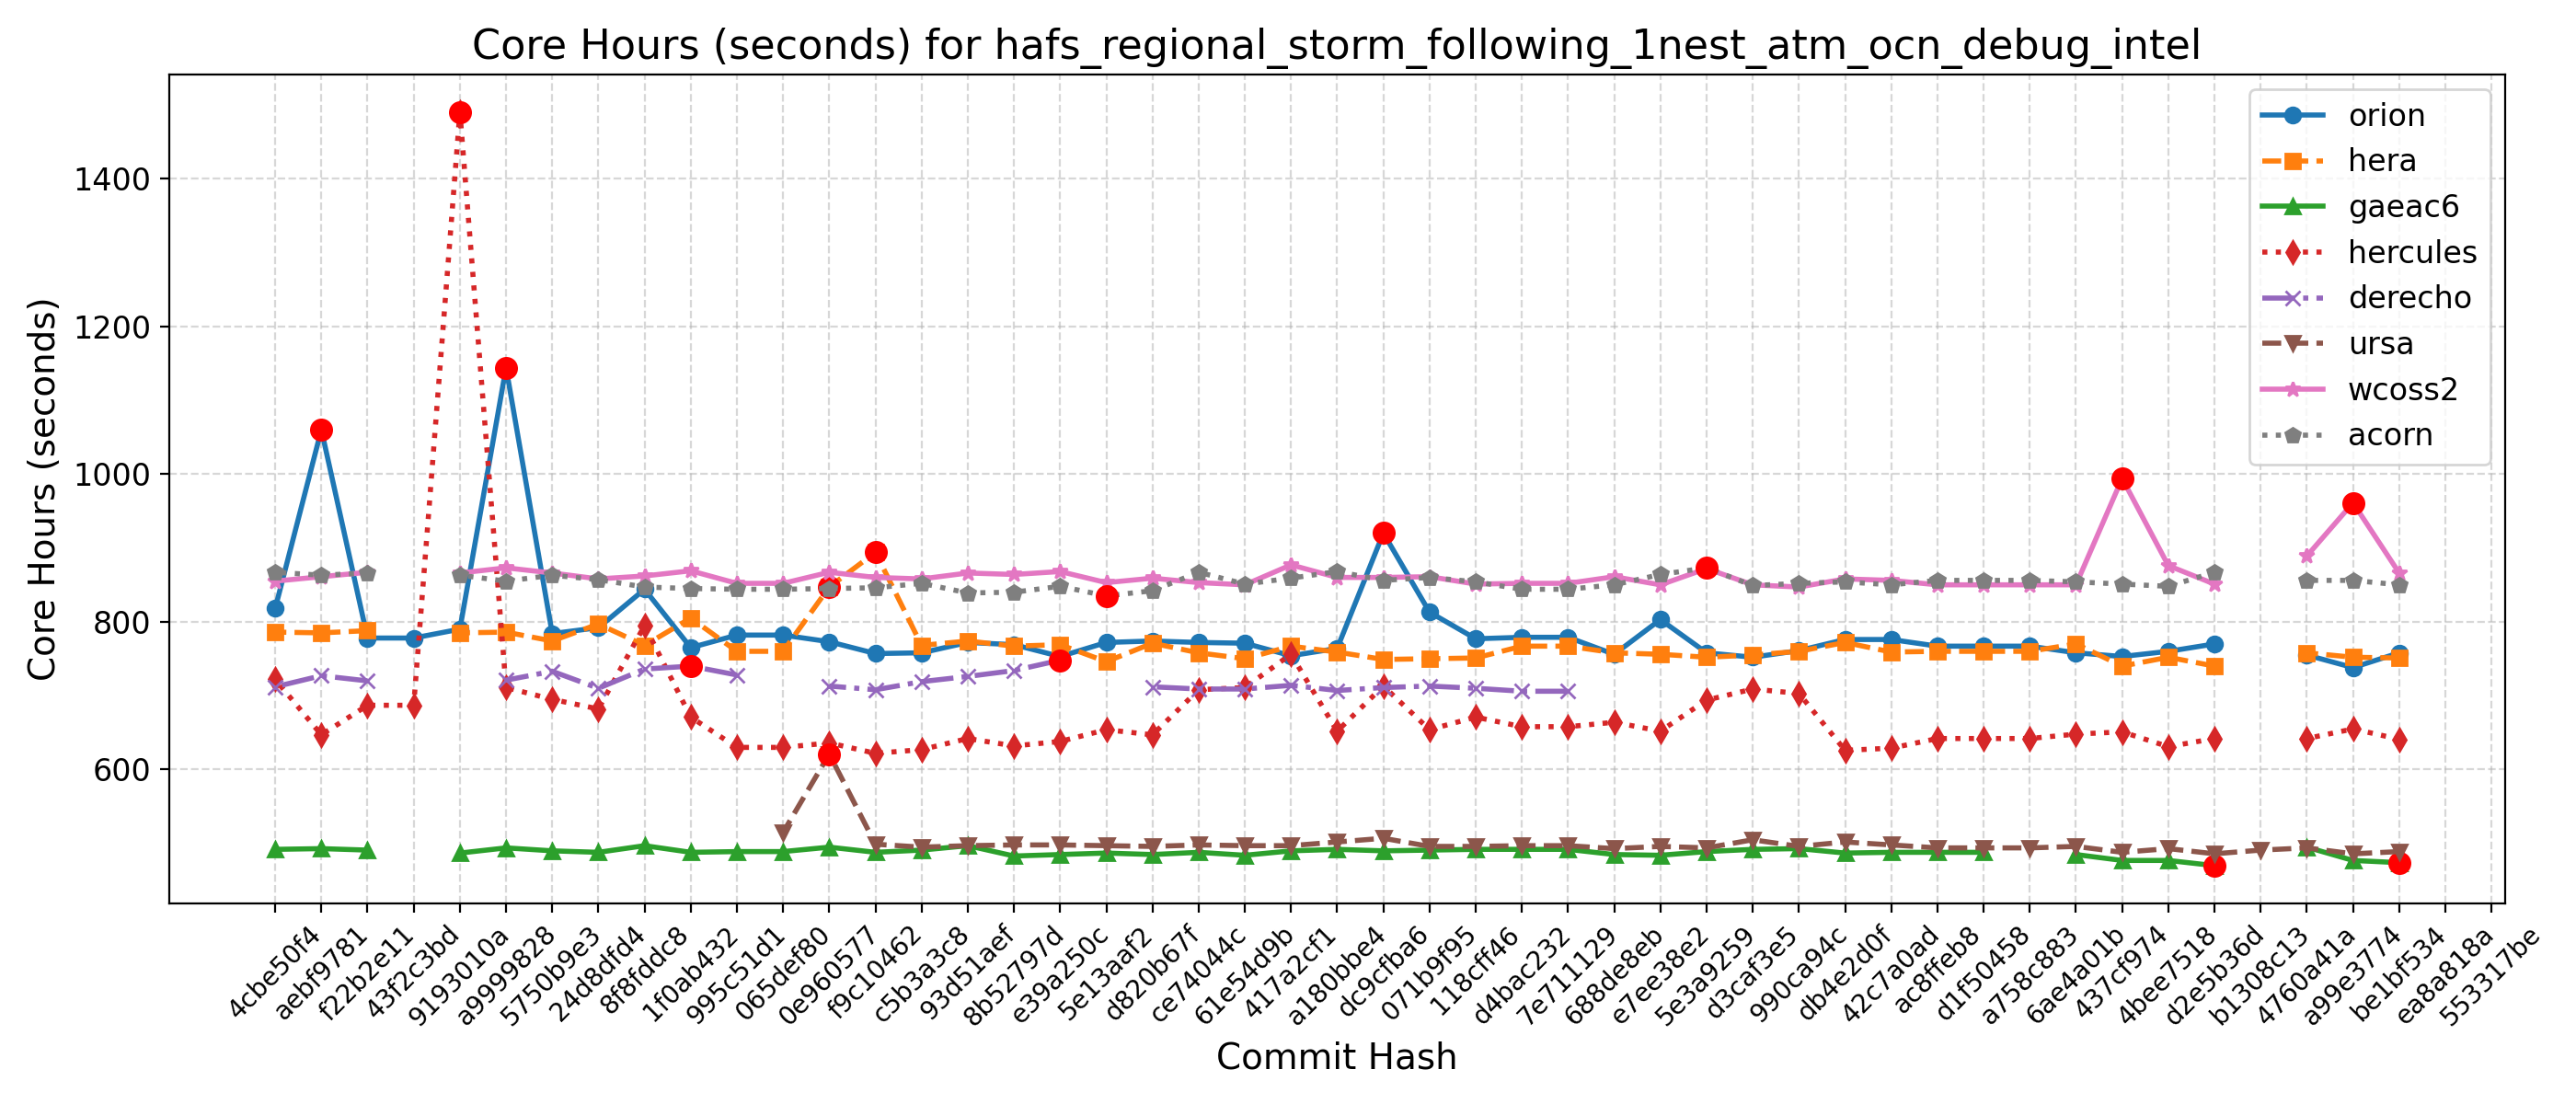 Core Hours (seconds) for hafs_regional_storm_following_1nest_atm_ocn_debug_intel
Core Hours (seconds)
1400
1200
1000
800
600
orion
hera
gaeac6
hercules
derecho
ursa
wcoss2
acorn
4cbe50f4
aebf9781
f22b2e11
43f2c3bd
9193010a
a9999828
5750b9e3
24d8dfd4
8f8fddc8
1f0ab432
995c51d1
065def80
0e960577
f9c10462
c5b3a3c8
93d51aef
8b52797d
e39a250c
5e13aaf2
d820b67f
ce74044c
61e54d9b
417a2cf1
a180bbe4
dc9cfba6
071b9f95
118cff46
d4bac232
7e711129
688de8eb
e7ee38e2
5e3a9259
d3caf3e5
990ca94c
db4e2d0f
42c7a0ad
ac8ffeb8
d1f50458
a758c883
6ae4a01b
437cf974
4bee7518
d2e5b36d
b1308c13
4760a41a
a99e3774
be1bf534
ea8a818a
553317be
Commit Hash